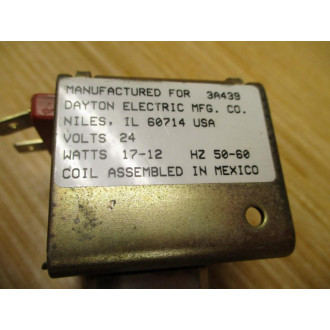 MANUFACTURED FOR 3A439
DAYTON ELECTRIC MFG. CO.
NILES, IL 60714 USA
VOLTS 24
WATTS 17-12 HZ 50-60
COIL ASSEMBLED IN MEXICO